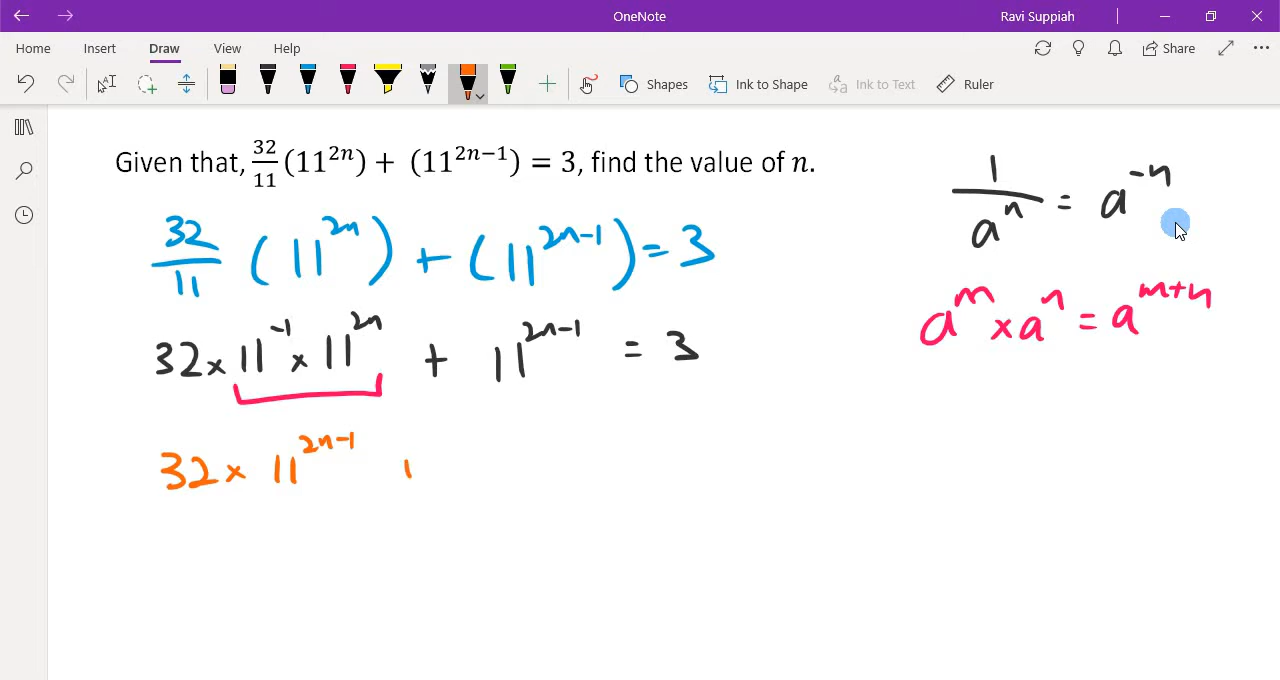 OneNote
Ravi Suppiah
Home Insert Draw View Help
Share
Shapes Ink to Shape Ink to Text Ruler
Given that, 32/11 (11^{2n}) + (11^{2n−1}) = 3, find the value of n.
1/a^n = a^{-n}
32/11 (11^{2n}) + (11^{2n-1}) = 3
a^m × a^n = a^{m+n}
32 × 11^{-1} × 11^{2n} + 11^{2n-1} = 3
32 × 11^{2n-1}